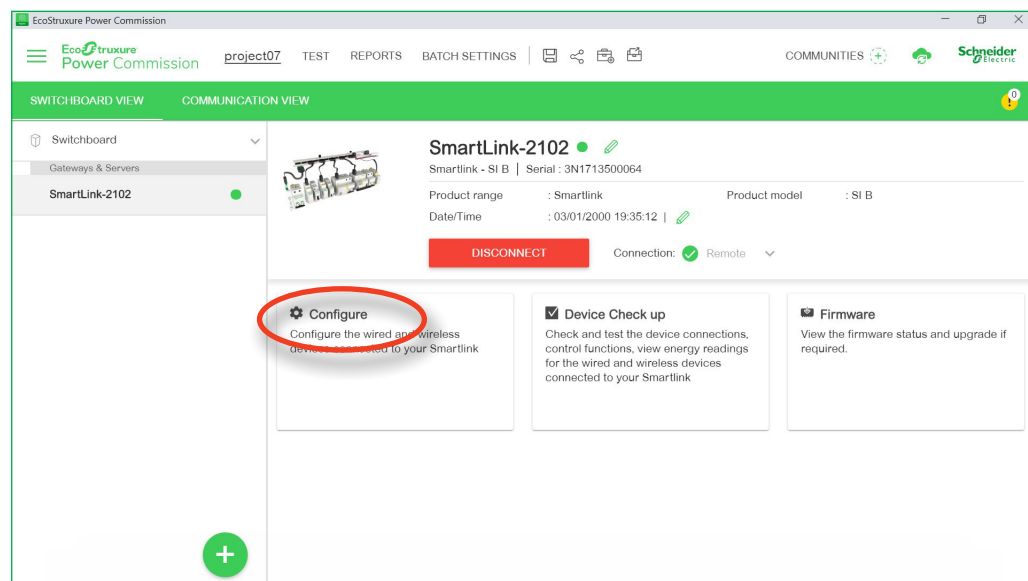 EcoStruxure Power Commission
EcoStruxure
Power Commission
project07 TEST REPORTS BATCH SETTINGS COMMUNITIES
Schneider
Electric
SWITCHBOARD VIEW COMMUNICATION VIEW
0
Switchboard
Gateways & Servers
SmartLink-2102
SmartLink-2102
Smartlink - SI B | Serial : 3N1713500064
Product range : Smartlink Product model : SI B
Date/Time : 03/01/2000 19:35:12 |
DISCONNECT Connection: Remote
Configure
Configure the wired and wireless
devices connected to your Smartlink
Device Check up
Check and test the device connections,
control functions, view energy readings
for the wired and wireless devices
connected to your Smartlink
Firmware
View the firmware status and upgrade if
required.